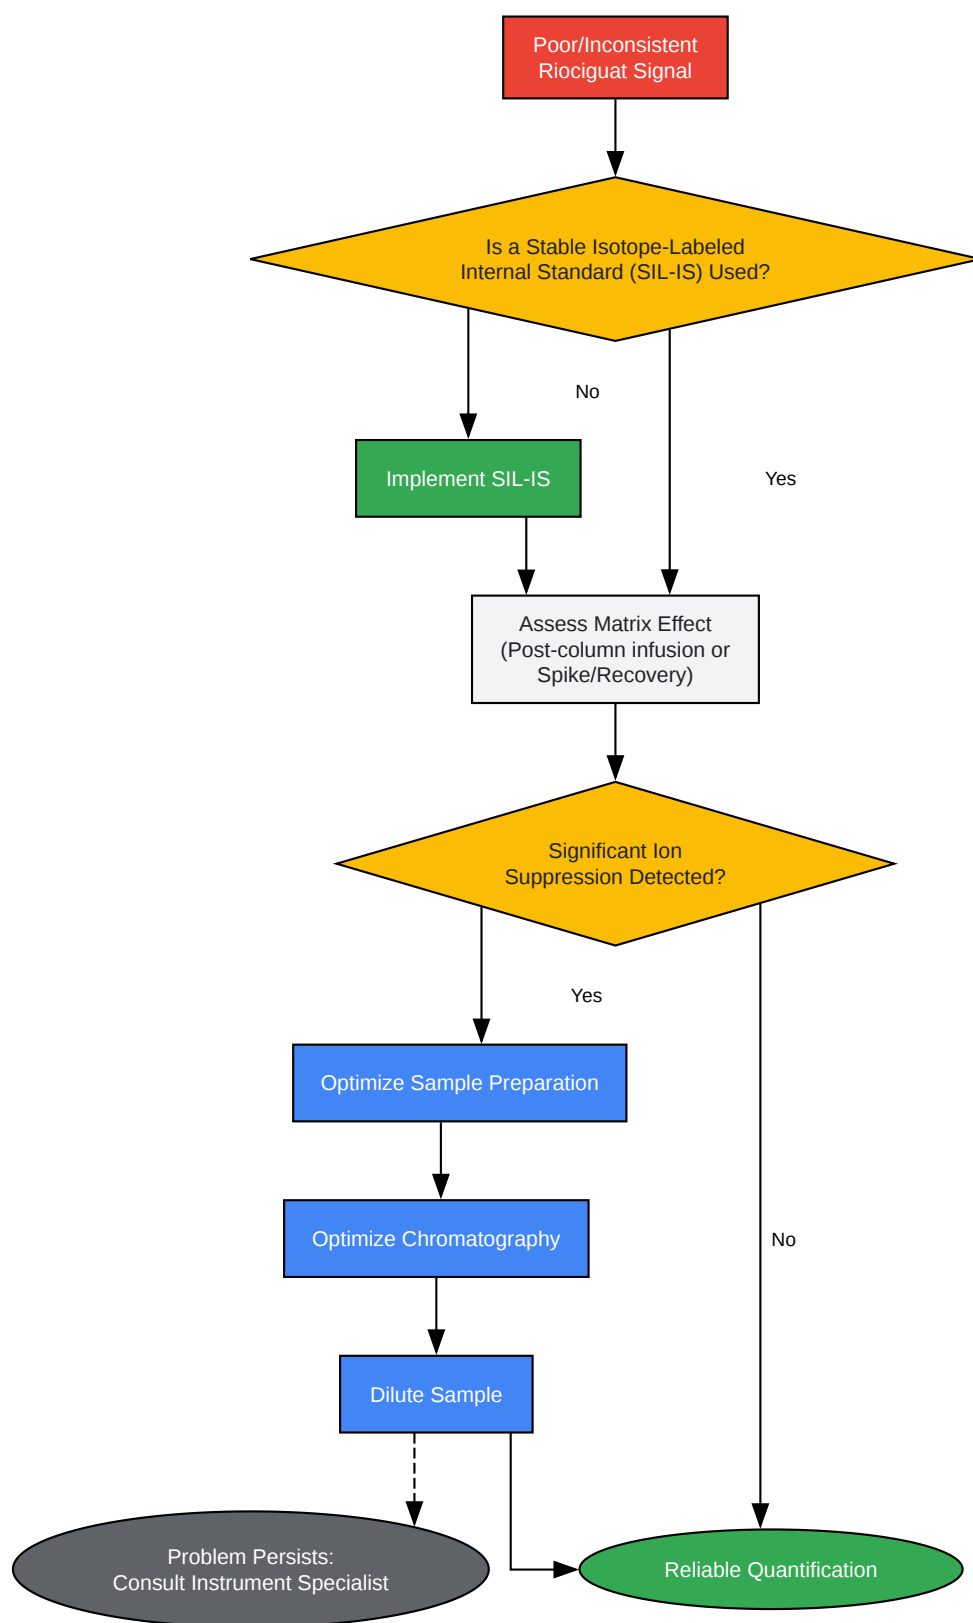 Poor/Inconsistent
Riociguat Signal
Is a Stable Isotope-Labeled
Internal Standard (SIL-IS) Used?
No
Implement SIL-IS
Yes
Assess Matrix Effect
(Post-column infusion or
Spike/Recovery)
Significant Ion
Suppression Detected?
Yes
Optimize Sample Preparation
Optimize Chromatography
No
Dilute Sample
Problem Persists:
Consult Instrument Specialist
Reliable Quantification